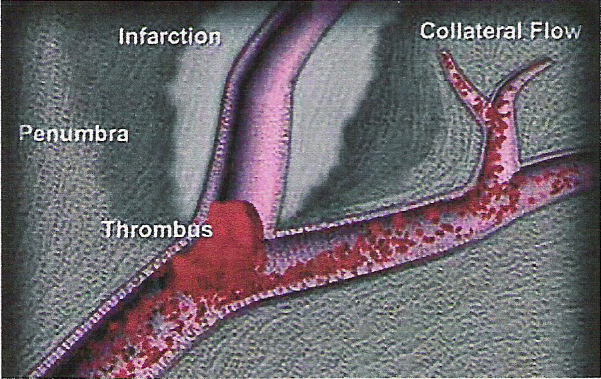 Infarction
Collateral Flow
Penumbra
Thrombus